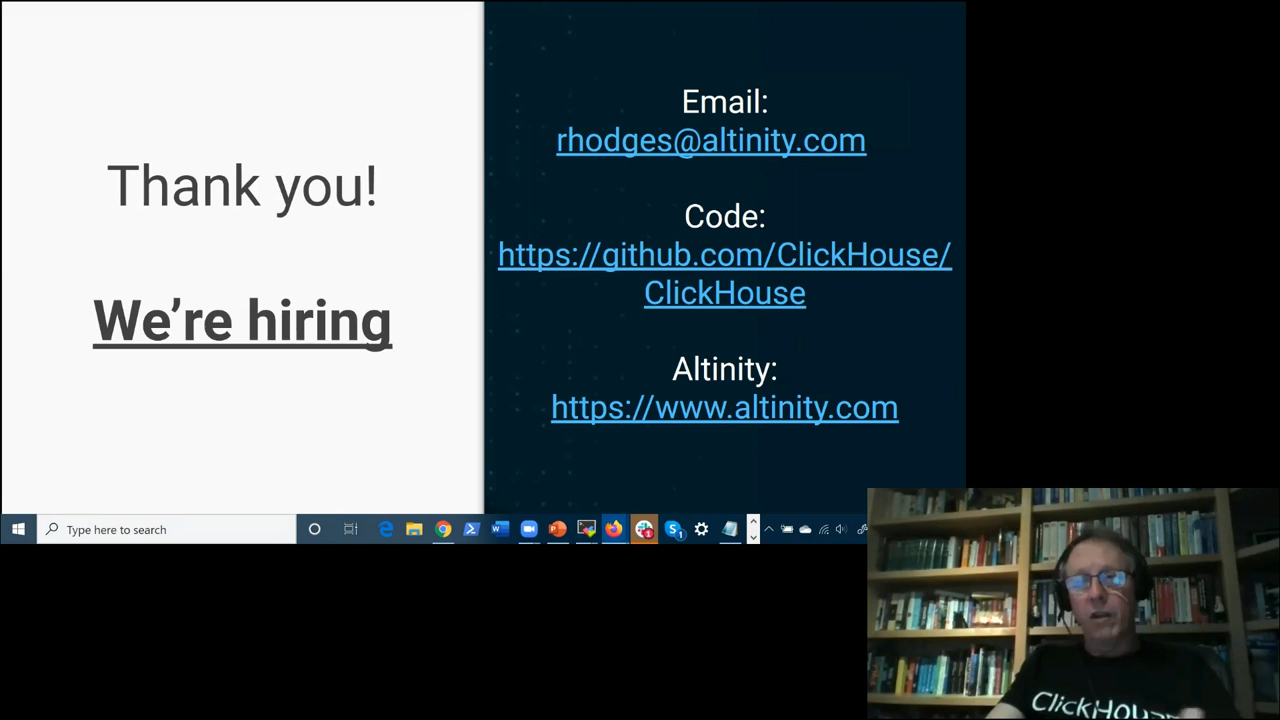 Thank you!
We're hiring
Email:
rhodges@altinity.com
Code:
https://github.com/ClickHouse/
ClickHouse
Altinity:
https://www.altinity.com
Type here to search
ClickHouse